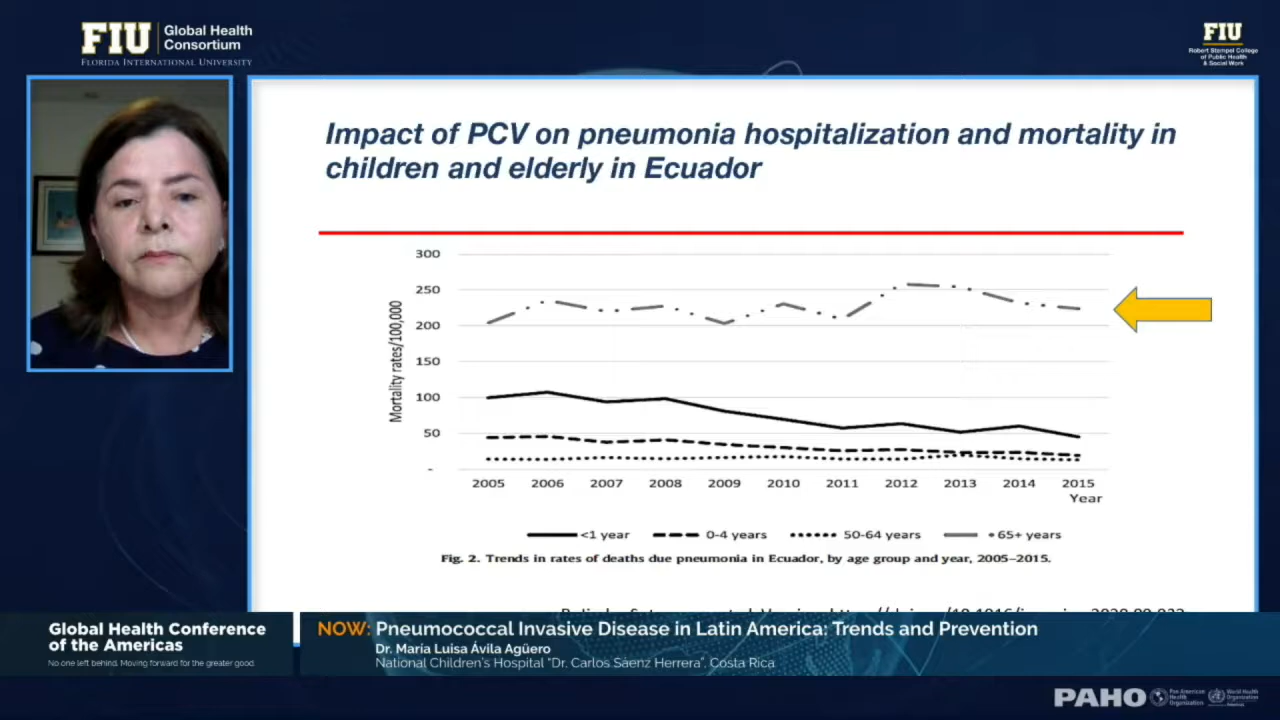 FIU
Global Health
Consortium
FLORIDA INTERNATIONAL UNIVERSITY
FIU
Robert Stempel College
of Public Health
& Social Work
Impact of PCV on pneumonia hospitalization and mortality in
children and elderly in Ecuador
Mortality rates/100,000
300
250
200
150
100
50
-
2005 2006 2007 2008 2009 2010 2011 2012 2013 2014 2015
Year
<1 year 0-4 years 50-64 years 65+ years
Fig. 2. Trends in rates of deaths due pneumonia in Ecuador, by age group and year, 2005–2015.
Global Health Conference
of the Americas
No one left behind. Moving forward for the greater good.
NOW: Pneumococcal Invasive Disease in Latin America: Trends and Prevention
Dr. María Luisa Ávila Agüero
National Children's Hospital "Dr. Carlos Sáenz Herrera". Costa Rica
PAHO
Pan American
Health
Organization
World Health
Organization